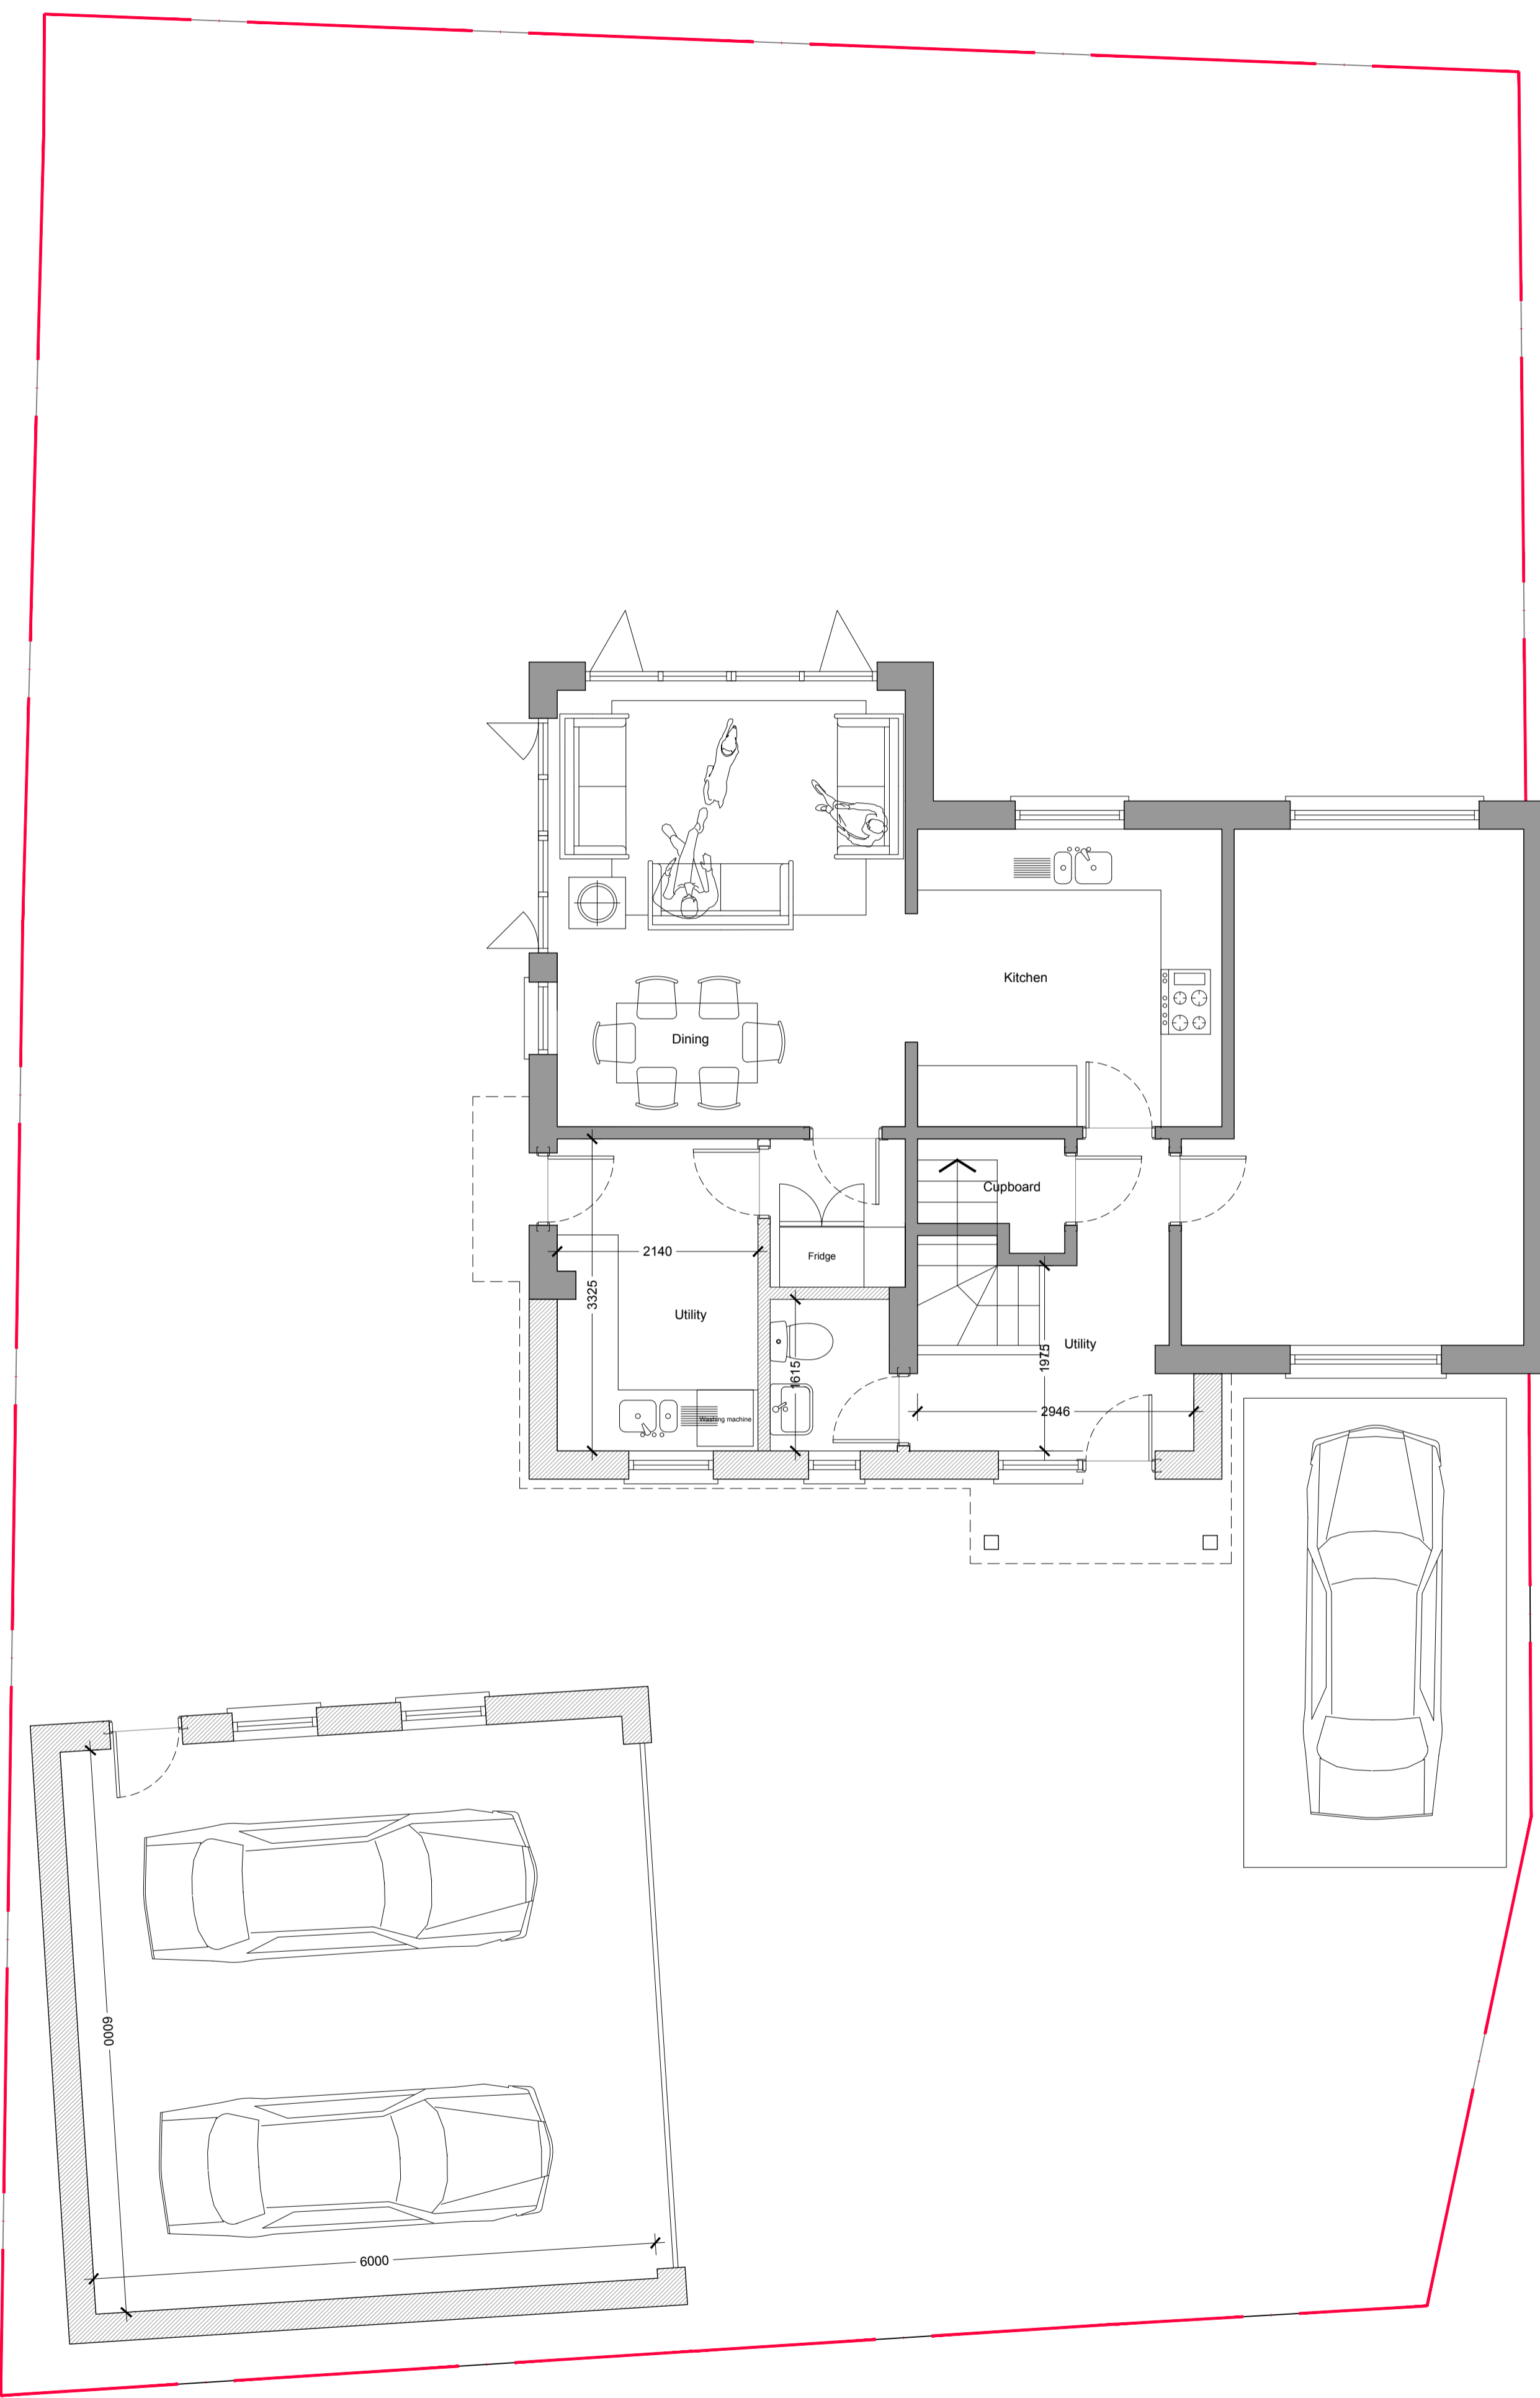 Kitchen
Dining
Cupboard
2140
Fridge
3325
Utility
Utility
1975
1615
2946
Washing machine
6000
6000